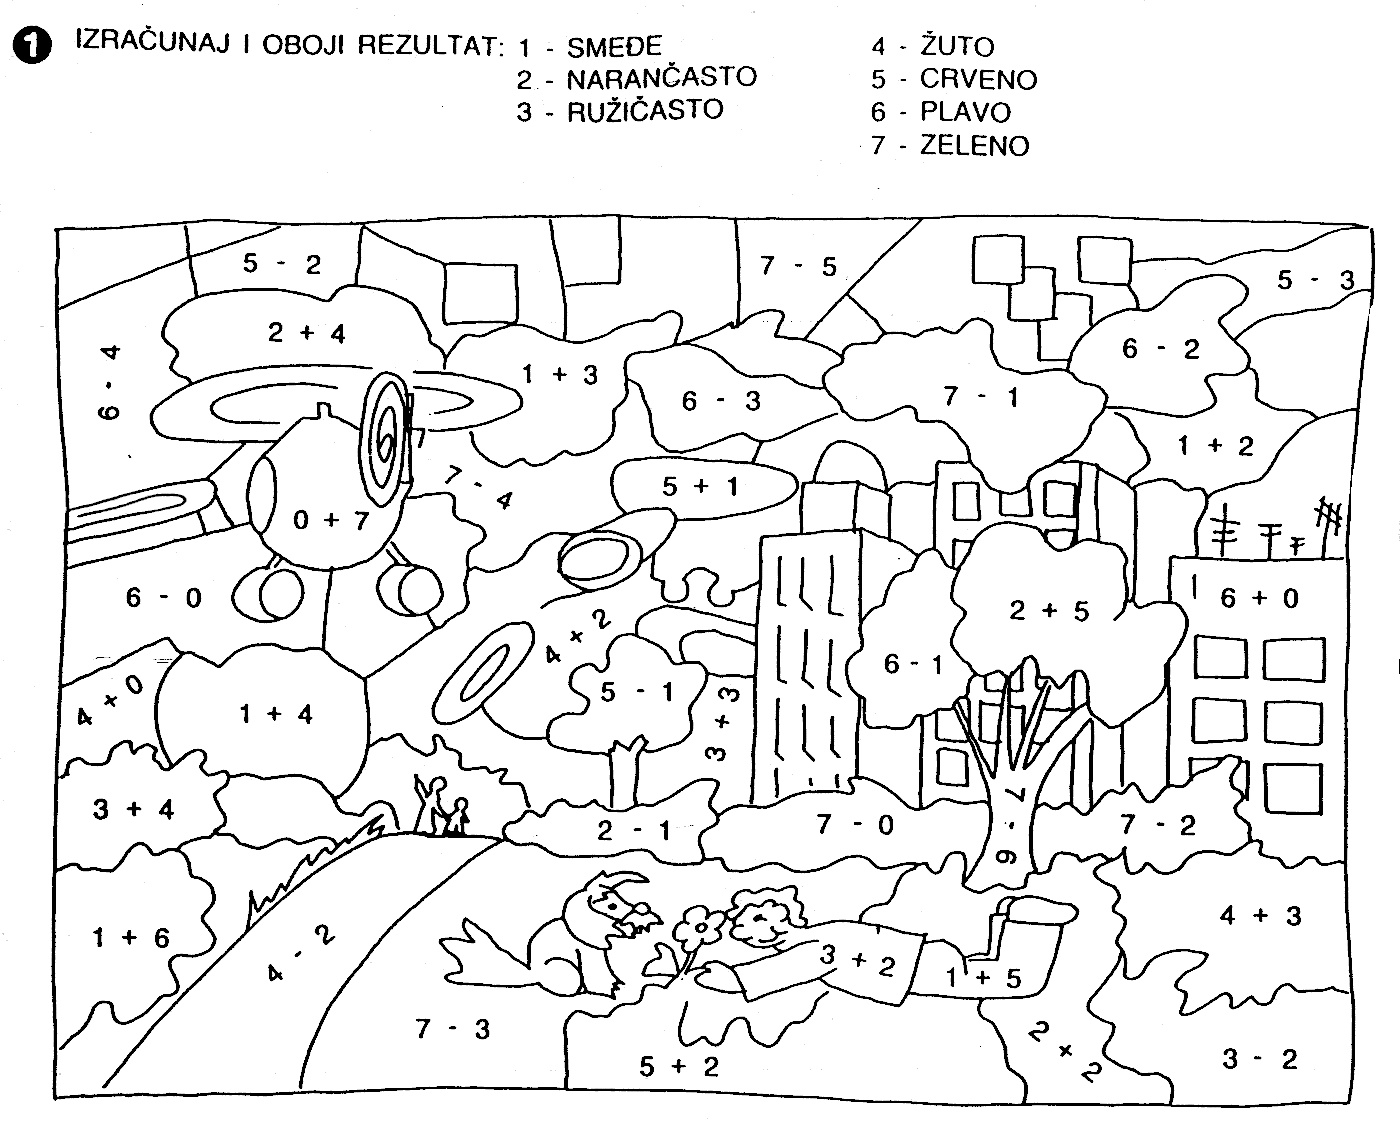 1 IZRAČUNAJ I OBOJI REZULTAT: 1 - SMEĐE 4 - ŽUTO
2 - NARANČASTO 5 - CRVENO
3 - RUŽIČASTO 6 - PLAVO
7 - ZELENO
5 - 2
7 - 5
5 - 3
2 + 4
6 - 4
1 + 3
6 - 2
6 - 3
7 - 1
1 + 2
7 - 4
5 + 1
0 + 7
6 - 0
6 + 0
2 + 5
4 + 2
6 - 1
5 - 1
4 + 0
1 + 4
3 + 3
3 + 4
2 - 1
7 - 0
7 - 6
7 - 2
4 + 3
1 + 6
4 - 2
3 + 2
1 + 5
7 - 3
5 + 2
2 + 2
3 - 2